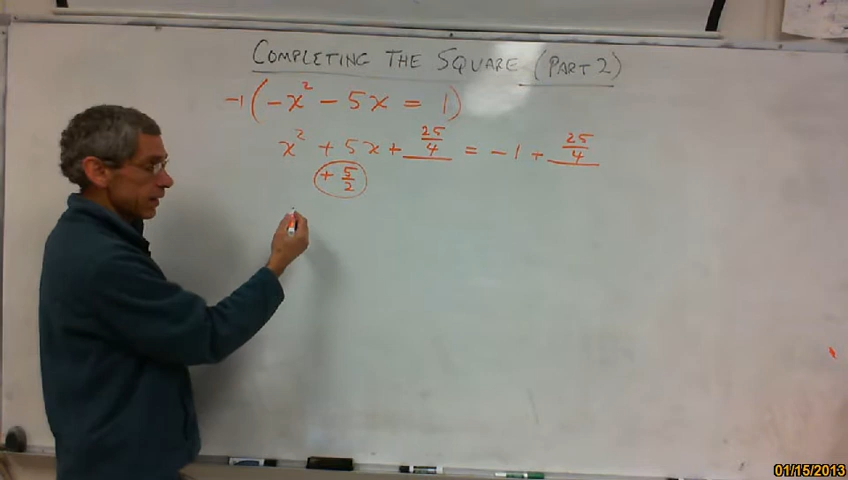 COMPLETING THE SQUARE (PART 2)
-1(-x² - 5x = 1)
x² + 5x + 25/4 = -1 + 25/4
+ 5/2
01/15/2013